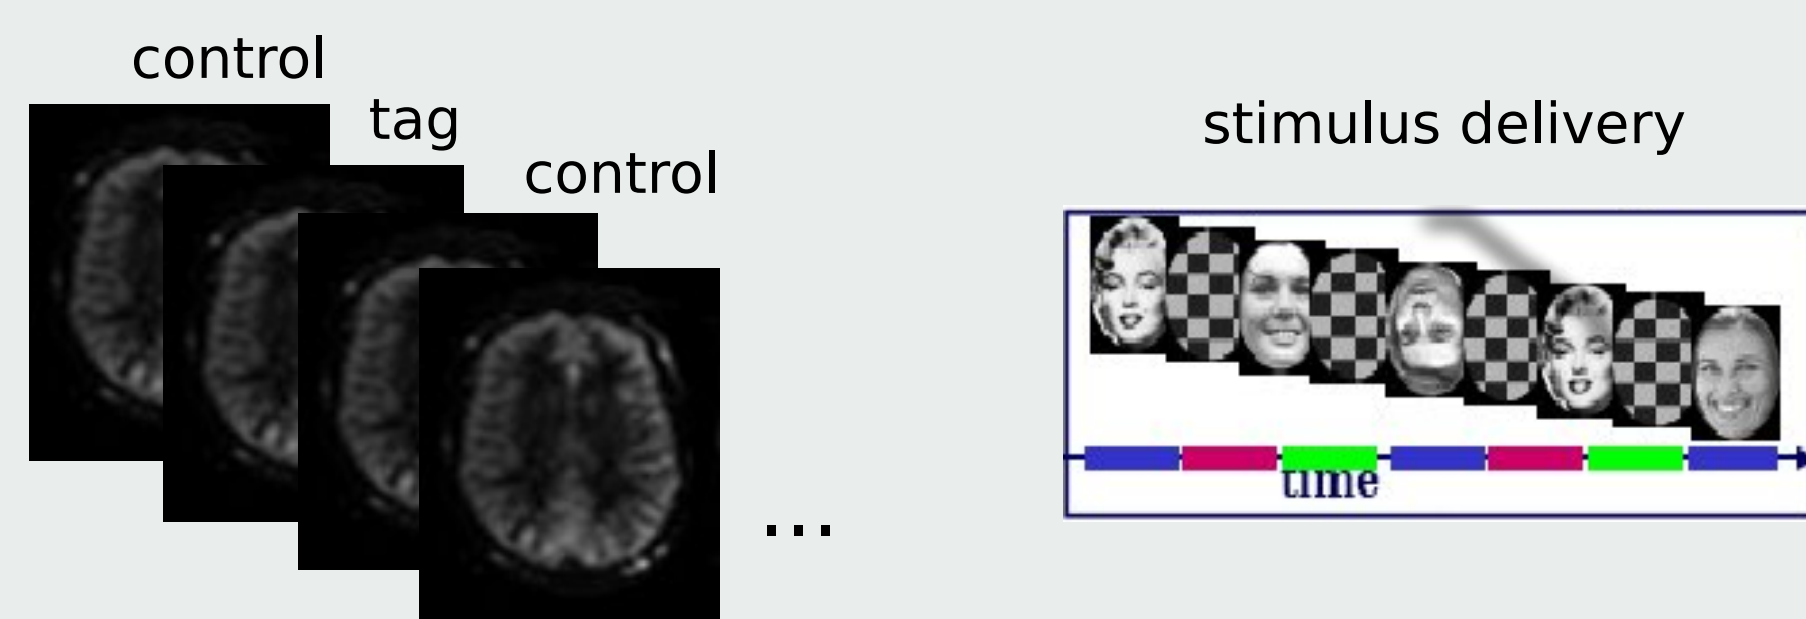 control
tag
control
...
stimulus delivery
time